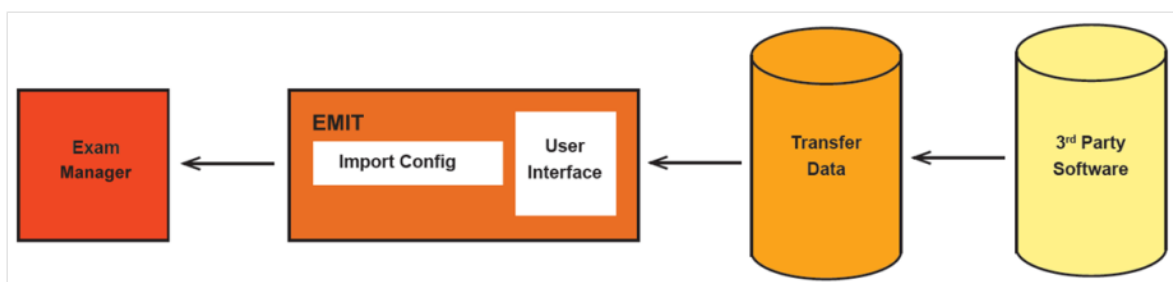 Exam
Manager
EMIT
Import Config
User
Interface
Transfer
Data
3rd Party
Software